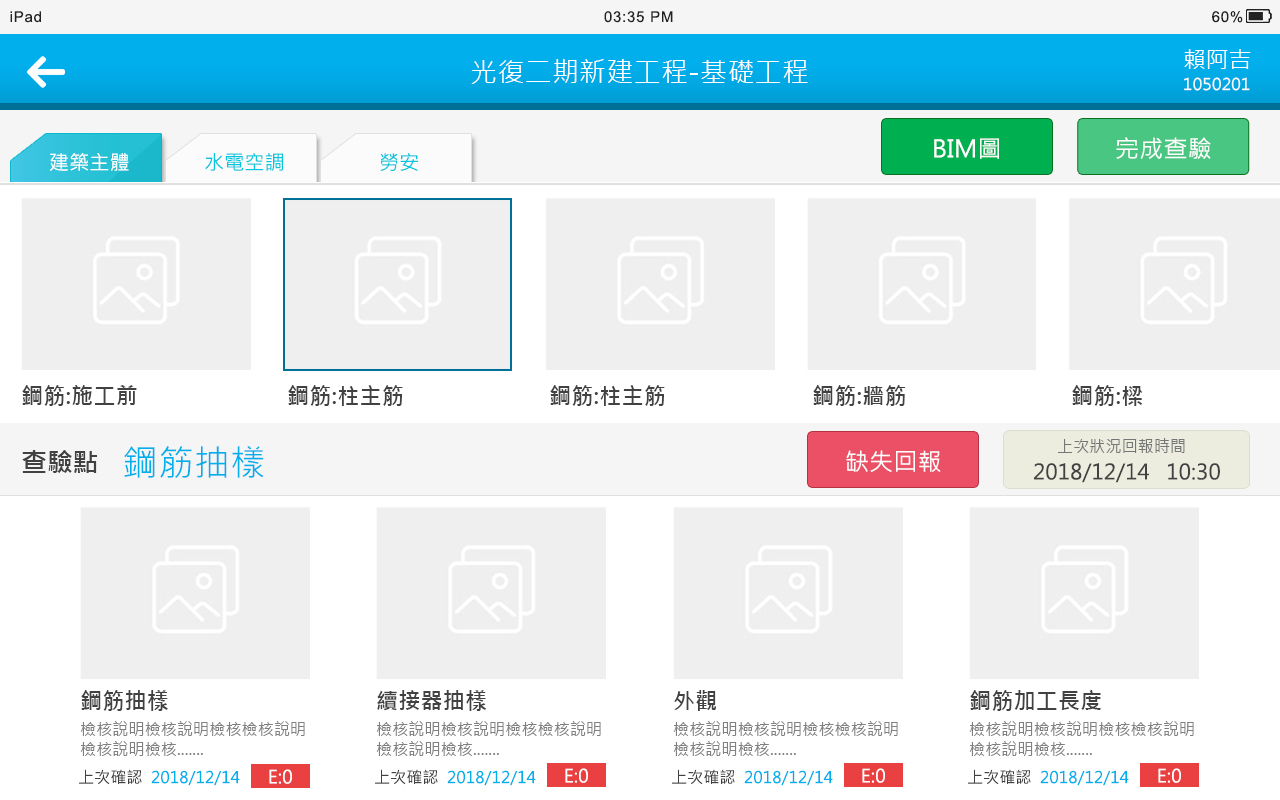 iPad
03:35 PM
60%
光復二期新建工程-基礎工程
賴阿吉
1050201
建築主體
水電空調
勞安
BIM圖
完成查驗
鋼筋:施工前
鋼筋:柱主筋
鋼筋:柱主筋
鋼筋:牆筋
鋼筋:樑
查驗點
鋼筋抽樣
缺失回報
上次狀況回報時間
2018/12/14 10:30
鋼筋抽樣
檢核說明檢核說明檢核檢核說明
檢核說明檢核.......
上次確認 2018/12/14 E:0
續接器抽樣
檢核說明檢核說明檢核檢核說明
檢核說明檢核.......
上次確認 2018/12/14 E:0
外觀
檢核說明檢核說明檢核檢核說明
檢核說明檢核.......
上次確認 2018/12/14 E:0
鋼筋加工長度
檢核說明檢核說明檢核檢核說明
檢核說明檢核.......
上次確認 2018/12/14 E:0